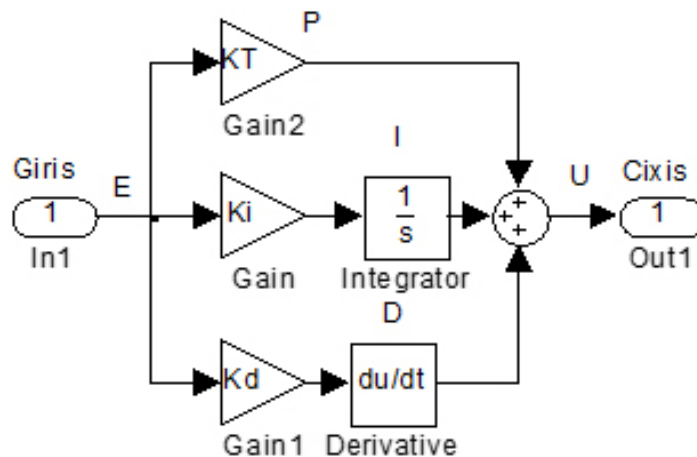 P
KT
Gain2
I
Giris
E
U
Cixis
1
Ki
1
s
+
+
+
1
In1
Gain
Integrator
Out1
D
Kd
du/dt
Gain1
Derivative